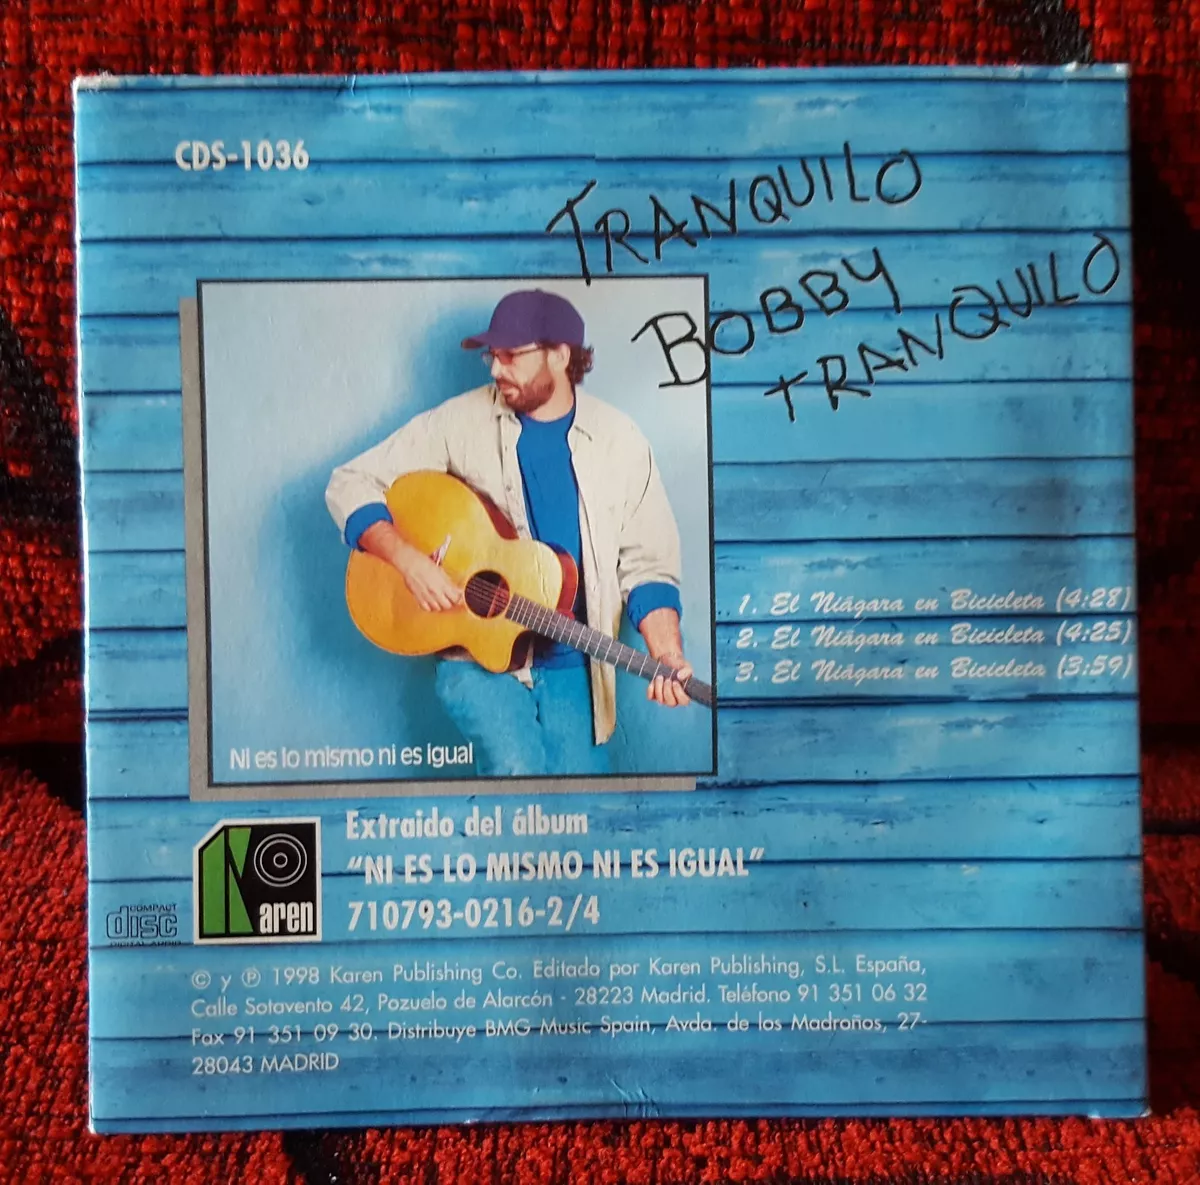 CDS-1036
TRANQUILO
BOBBY
TRANQUILO
Ni es lo mismo ni es igual
1. El Niágara en Bicicleta (4:28)
2. El Niágara en Bicicleta (4:25)
3. El Niágara en Bicicleta (3:59)
Extraido del álbum
"NI ES LO MISMO NI ES IGUAL"
710793-0216-2/4
Karen
COMPACT
disc
DIGITAL AUDIO
© y ℗ 1998 Karen Publishing Co. Editado por Karen Publishing, S.L. España,
Calle Sotavento 42, Pozuelo de Alarcón - 28223 Madrid. Teléfono 91 351 06 32
Fax 91 351 09 30. Distribuye BMG Music Spain, Avda. de los Madroños, 27-
28043 MADRID